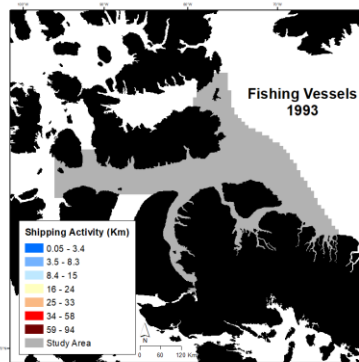 Fishing Vessels
1993
Shipping Activity (Km)
0.05 - 3.4
3.5 - 8.3
8.4 - 15
16 - 24
25 - 33
34 - 58
59 - 94
Study Area
N
0
60
120 Km